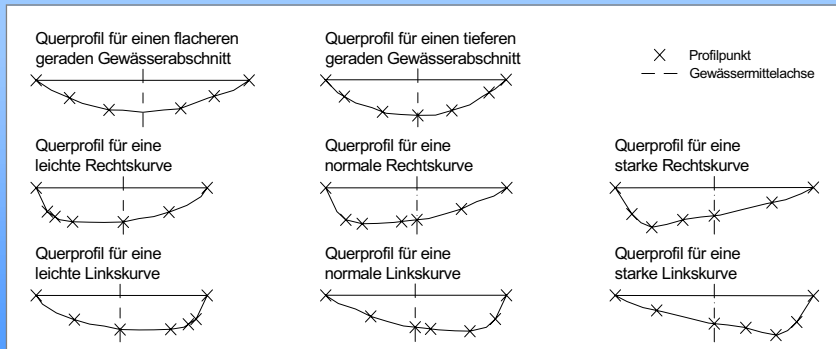 Querprofil für einen flacheren
geraden Gewässerabschnitt
Querprofil für einen tieferen
geraden Gewässerabschnitt
Profilpunkt
Gewässermittelachse
Querprofil für eine
leichte Rechtskurve
Querprofil für eine
normale Rechtskurve
Querprofil für eine
starke Rechtskurve
Querprofil für eine
leichte Linkskurve
Querprofil für eine
normale Linkskurve
Querprofil für eine
starke Linkskurve